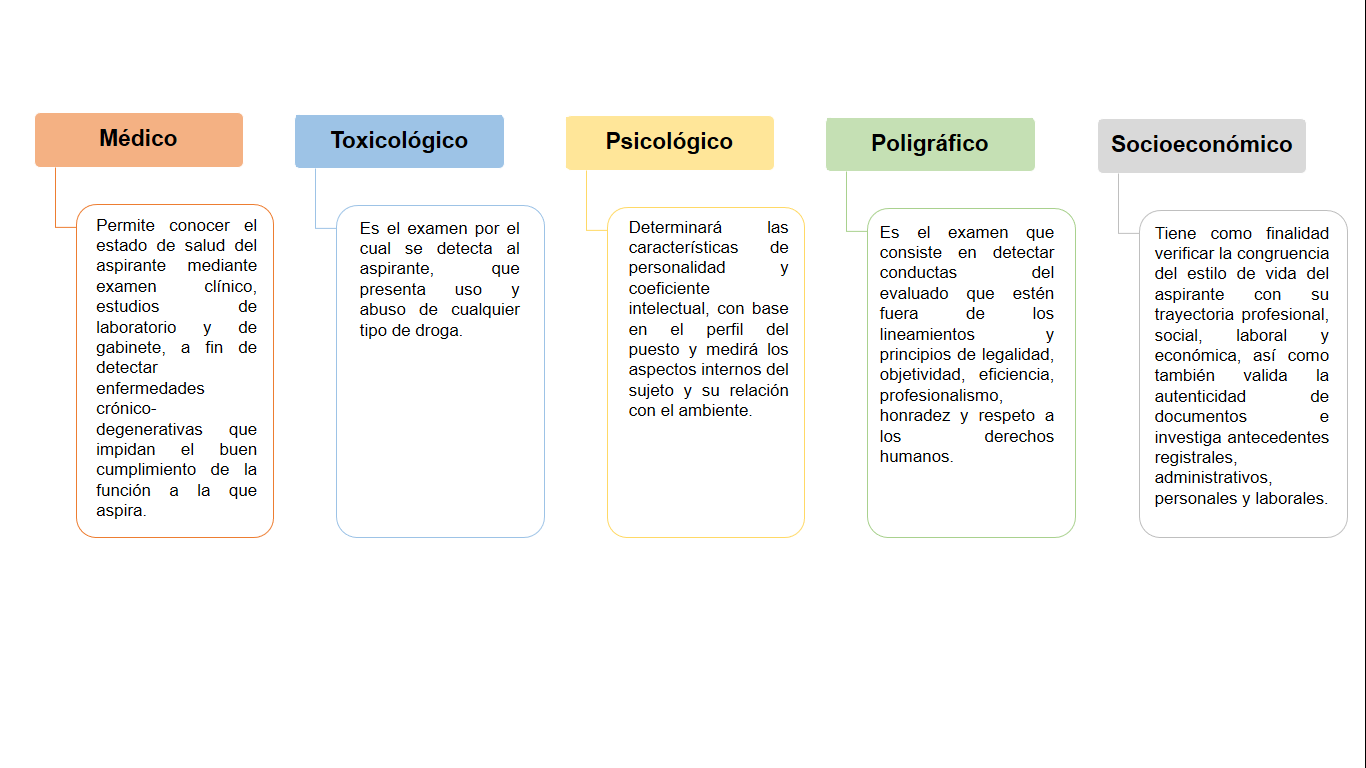 Médico
Permite conocer el
estado de salud del
aspirante mediante
examen clínico,
estudios de
laboratorio y de
gabinete, a fin de
detectar
enfermedades
crónico-
degenerativas que
impidan el buen
cumplimiento de la
función a la que
aspira.
Toxicológico
Es el examen por el
cual se detecta al
aspirante, que
presenta uso y
abuso de cualquier
tipo de droga.
Psicológico
Determinará las
características de
personalidad y
coeficiente
intelectual, con base
en el perfil del
puesto y medirá los
aspectos internos del
sujeto y su relación
con el ambiente.
Poligráfico
Es el examen que
consiste en detectar
conductas del
evaluado que estén
fuera de los
lineamientos y
principios de legalidad,
objetividad, eficiencia,
profesionalismo,
honradez y respeto a
los derechos
humanos.
Socioeconómico
Tiene como finalidad
verificar la congruencia
del estilo de vida del
aspirante con su
trayectoria profesional,
social, laboral y
económica, así como
también valida la
autenticidad de
documentos e
investiga antecedentes
registrales,
administrativos,
personales y laborales.